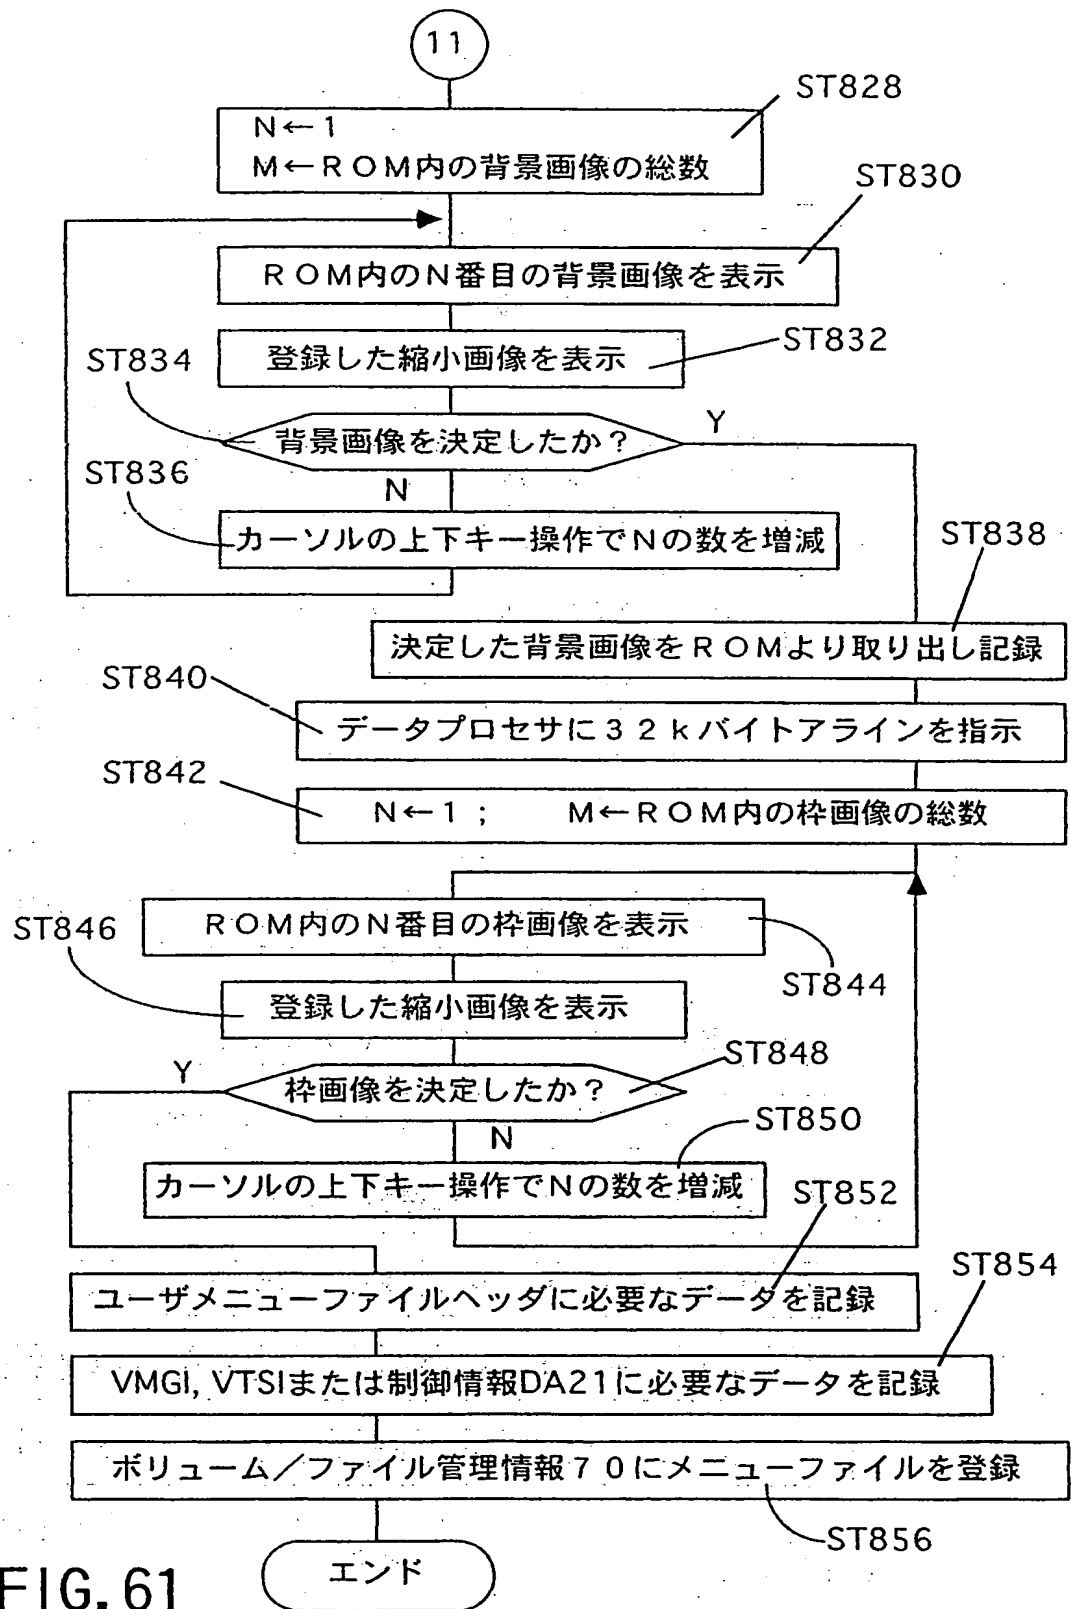 11
ST828
N←1
M←ROM内の背景画像の総数
ST830
ROM内のN番目の背景画像を表示
ST832
登録した縮小画像を表示
ST834
背景画像を決定したか?
Y
ST836
N
カーソルの上下キー操作でNの数を増減
ST838
決定した背景画像をROMより取り出し記録
ST840
データプロセサに32kバイトアラインを指示
ST842
N←1; M←ROM内の枠画像の総数
ROM内のN番目の枠画像を表示
ST846
ST844
登録した縮小画像を表示
ST848
Y
枠画像を決定したか?
ST850
N
カーソルの上下キー操作でNの数を増減
ST852
ST854
ユーザメニューファイルヘッダに必要なデータを記録
VMGI, VTSIまたは制御情報DA21に必要なデータを記録
ボリューム/ファイル管理情報70にメニューファイルを登録
ST856
エンド
FIG. 61